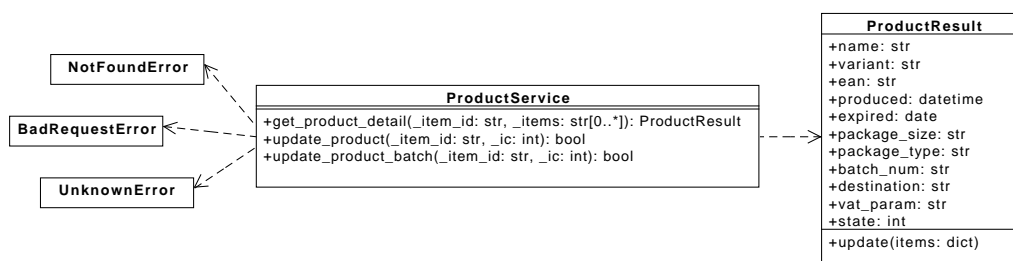 NotFoundError
BadRequestError
UnknownError
ProductService
+get_product_detail(_item_id: str, _items: str[0..*]): ProductResult
+update_product(_item_id: str, _ic: int): bool
+update_product_batch(_item_id: str, _ic: int): bool
ProductResult
+name: str
+variant: str
+ean: str
+produced: datetime
+expired: date
+package_size: str
+package_type: str
+batch_num: str
+destination: str
+vat_param: str
+state: int
+update(items: dict)